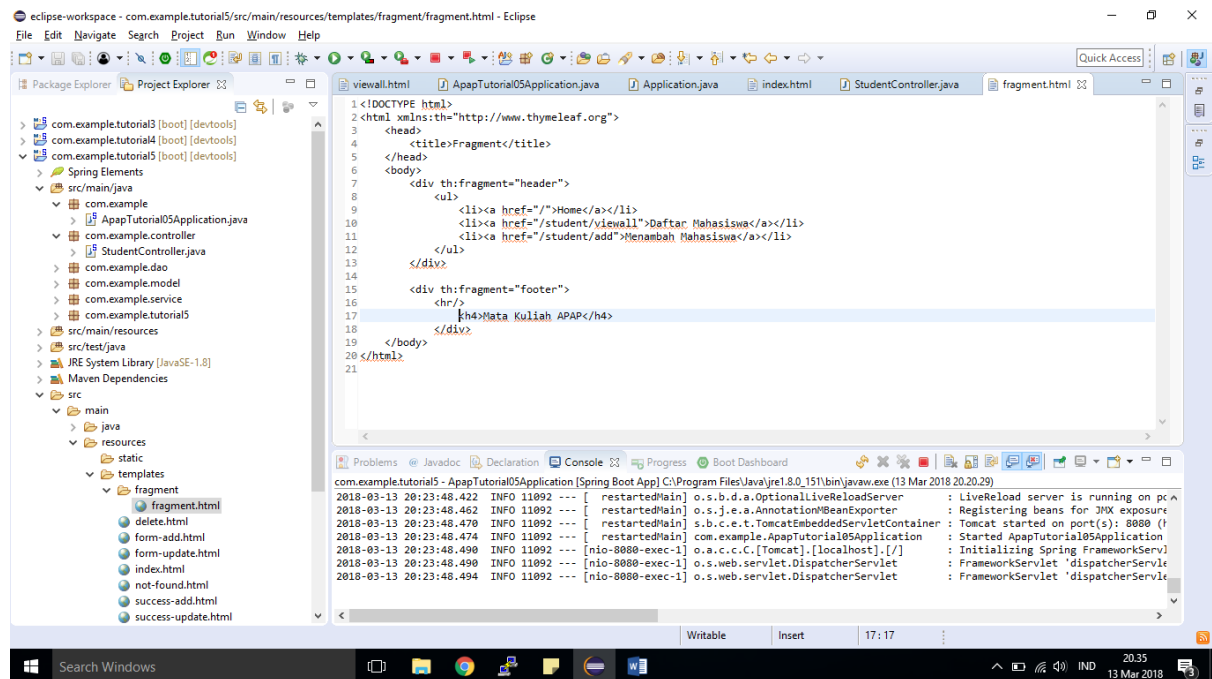 eclipse-workspace - com.example.tutorial5/src/main/resources/templates/fragment/fragment.html - Eclipse
File Edit Navigate Search Project Run Window Help
Quick Access
Package Explorer Project Explorer
com.example.tutorial3 [boot] [devtools]
com.example.tutorial4 [boot] [devtools]
com.example.tutorial5 [boot] [devtools]
Spring Elements
src/main/java
com.example
ApapTutorial05Application.java
com.example.controller
StudentController.java
com.example.dao
com.example.model
com.example.service
com.example.tutorial5
src/main/resources
src/test/java
JRE System Library [JavaSE-1.8]
Maven Dependencies
src
main
java
resources
static
templates
fragment
fragment.html
delete.html
form-add.html
form-update.html
index.html
not-found.html
success-add.html
success-update.html
viewall.html ApapTutorial05Application.java Application.java index.html StudentController.java fragment.html
1 <!DOCTYPE html>
2 <html xmlns:th="http://www.thymeleaf.org">
3 <head>
4 <title>Fragment</title>
5 </head>
6 <body>
7 <div th:fragment="header">
8 <ul>
9 <li><a href="/">Home</a></li>
10 <li><a href="/student/viewall">Daftar Mahasiswa</a></li>
11 <li><a href="/student/add">Menambah Mahasiswa</a></li>
12 </ul>
13 </div>
14
15 <div th:fragment="footer">
16 <hr/>
17 <h4>Mata Kuliah APAP</h4>
18 </div>
19 </body>
20 </html>
21
Problems Javadoc Declaration Console Progress Boot Dashboard
com.example.tutorial5 - ApapTutorial05Application [Spring Boot App] C:\Program Files\Java\jre1.8.0_151\bin\javaw.exe (13 Mar 2018 20.20.29)
2018-03-13 20:23:48.422 INFO 11092 --- [ restartedMain] o.s.b.d.a.OptionalLiveReloadServer : LiveReload server is running on po
2018-03-13 20:23:48.462 INFO 11092 --- [ restartedMain] o.s.j.e.a.AnnotationMBeanExporter : Registering beans for JMX exposure
2018-03-13 20:23:48.470 INFO 11092 --- [ restartedMain] s.b.c.e.t.TomcatEmbeddedServletContainer : Tomcat started on port(s): 8080 (h
2018-03-13 20:23:48.474 INFO 11092 --- [ restartedMain] com.example.ApapTutorial05Application : Started ApapTutorial05Application
2018-03-13 20:23:48.490 INFO 11092 --- [nio-8080-exec-1] o.a.c.c.C.[Tomcat].[localhost].[/] : Initializing Spring FrameworkServl
2018-03-13 20:23:48.490 INFO 11092 --- [nio-8080-exec-1] o.s.web.servlet.DispatcherServlet : FrameworkServlet 'dispatcherServle
2018-03-13 20:23:48.494 INFO 11092 --- [nio-8080-exec-1] o.s.web.servlet.DispatcherServlet : FrameworkServlet 'dispatcherServle
Writable Insert 17 : 17
Search Windows
IND
20.35
13 Mar 2018
3